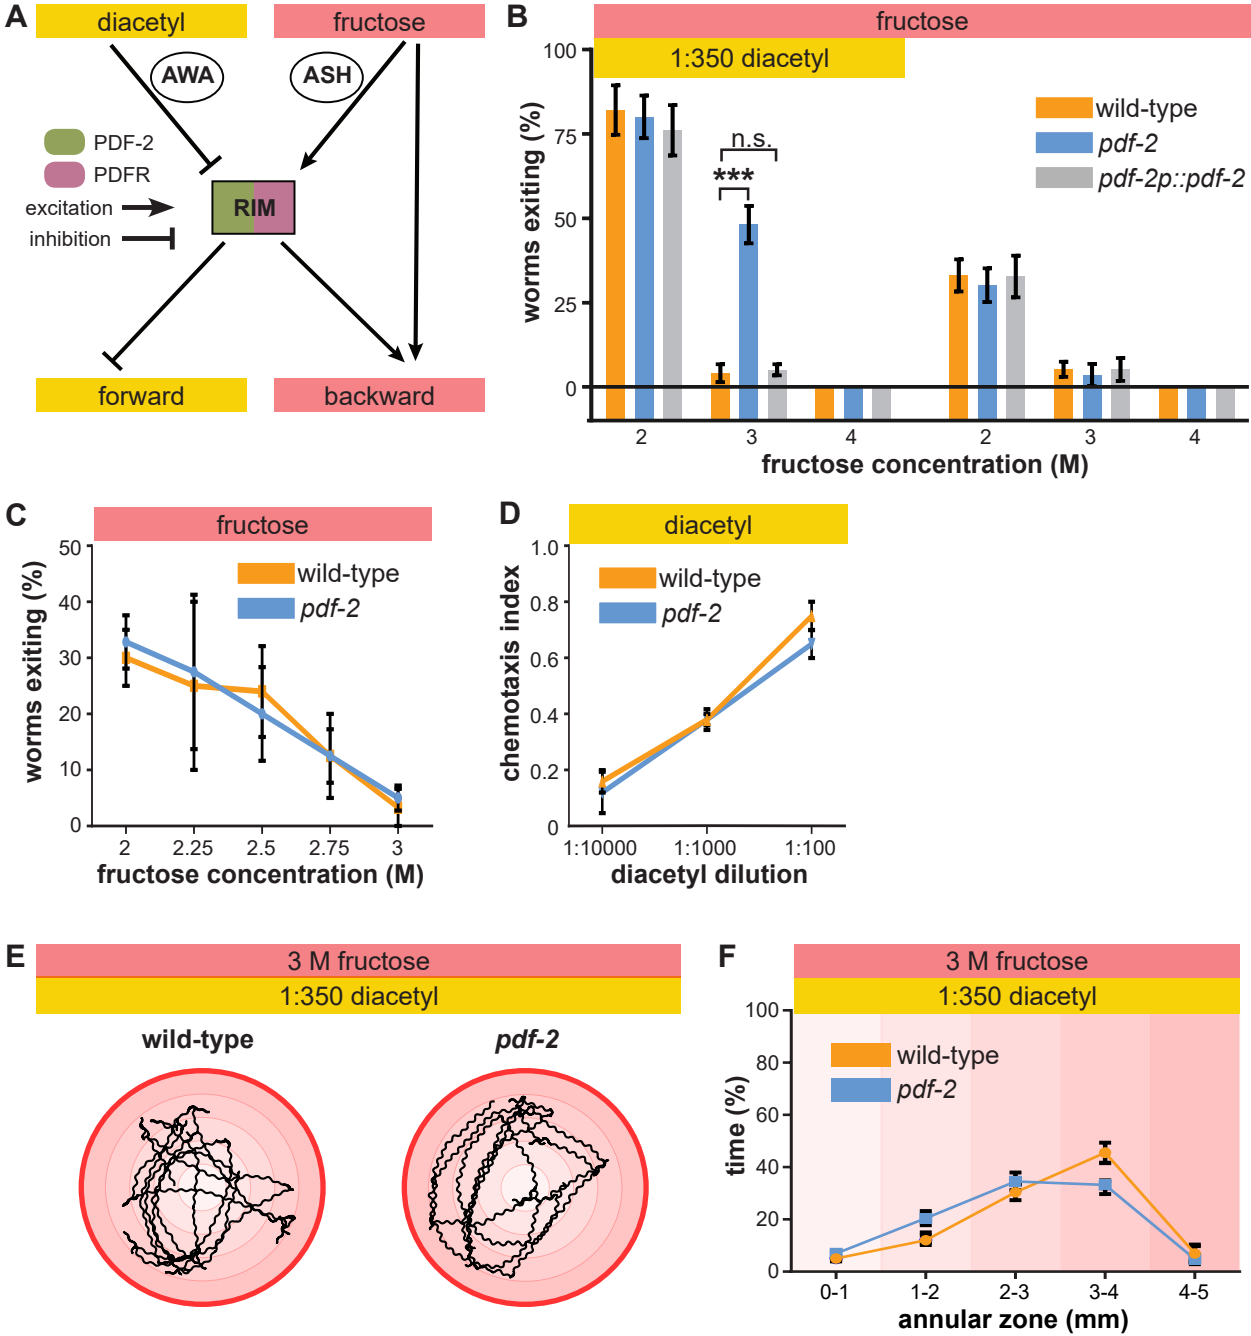 A
diacetyl
fructose
AWA
ASH
PDF-2
PDFR
excitation
inhibition
RIM
forward
backward
B
fructose
1:350 diacetyl
worms exiting (%)
100
75
50
25
0
n.s.
***
wild-type
pdf-2
pdf-2p::pdf-2
2
3
4
2
3
4
fructose concentration (M)
C
fructose
worms exiting (%)
50
40
30
20
10
0
wild-type
pdf-2
2
2.25
2.5
2.75
3
fructose concentration (M)
D
diacetyl
chemotaxis index
1.0
0.8
0.6
0.4
0.2
0
wild-type
pdf-2
1:10000
1:1000
1:100
diacetyl dilution
E
3 M fructose
1:350 diacetyl
wild-type
pdf-2
F
3 M fructose
1:350 diacetyl
time (%)
100
80
60
40
20
0
wild-type
pdf-2
0-1
1-2
2-3
3-4
4-5
annular zone (mm)